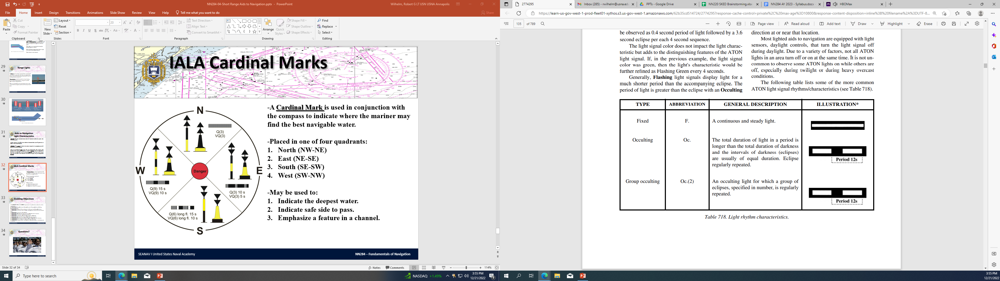 NN284-04-Short Range Aids to Navigation.pptx - PowerPoint
Wilhelm, Robert G LT USN USNA Annapolis
File Home Insert Design Transitions Animations Slide Show Review View Help Tell me what you want to do
Share
Paste
Cut
Copy
Format Painter
Clipboard
New Slide
Layout
Reset
Section
Slides
20
Font
Text Direction
Align Text
Convert to SmartArt
Paragraph
Arrange
Quick Styles
Shape Fill
Shape Outline
Shape Effects
Drawing
Find
Replace
Select
Editing
29
Range Lights
30
31
Aids to Navigation
Light Characteristics
32
IALA Cardinal Marks
33
Enabling Objectives
34
Questions?
IALA Cardinal Marks
N
Q(3)
VQ(3)
W
Danger
E
Q(9) 15 s
VQ(9) 10 s
Q(3) 10 s
VQ(3) 5 s
Q(6) long fl. 15 s
VQ(6) long fl. 10 s
S
-A Cardinal Mark is used in conjunction with
the compass to indicate where the mariner may
find the best navigable water.
-Placed in one of four quadrants:
1. North (NW-NE)
2. East (NE-SE)
3. South (SE-SW)
4. West (SW-NW)
-May be used to:
1. Indicate the deepest water.
2. Indicate safe side to pass.
3. Emphasize a feature in a channel.
SEANAV I United States Naval Academy
NN284 – Fundamentals of Navigation
Slide 32 of 34
Notes
Comments
114%
Type here to search
NASDAQ +1.49%
3:55 PM
12/21/2022
2774295
Inbox (285) - rwilhelm@usna.ed
PPTs - Google Drive
NN220 SKED Brainstorming.xlsx
NN284 AY 2023 - Syllabus.docx
HBOMax
https://learn-us-gov-west-1-prod-fleet01-xythos.s3.us-gov-west-1.amazonaws.com/62b35cd514724/2774295?response-cache-control=private%2C%20max-age%3D10800&response-content-disposition=inline%3B%20filename%2A%3DUTF-8...
135 of 789
Page view
Read aloud
Add text
Draw
Highlight
Erase
be observed as 0.4 second period of light followed by a 3.6
second eclipse per each 4 second sequence.
The light signal color does not impact the light charac-
teristic but adds to the distinguishing features of the ATON
light signal. If, in the previous example, the light signal
color was green, then the light's characteristic would be
further refined as Flashing Green every 4 seconds.
Generally, Flashing light signals display light for a
much shorter period than the accompanying eclipse. The
period of light is greater than the eclipse with an Occulting
direction at or near that location.
Most lighted aids to navigation are equipped with light
sensors, daylight controls, that turn the light signal off
during daylight. Due to a variety of factors, not all ATON
lights in an area turn off or on at the same time. It is not un-
common to observe some ATON lights on while others are
off, especially during twilight or during heavy overcast
conditions.
The following table lists some of the more common
ATON light signal rhythms/characteristics (see Table 718).
TYPE ABBREVIATION GENERAL DESCRIPTION ILLUSTRATION*
Fixed F. A continuous and steady light.
Occulting Oc. The total duration of light in a period is
longer than the total duration of darkness
and the intervals of darkness (eclipses)
are usually of equal duration. Eclipse
regularly repeated.
Period 12s
Group occulting Oc.(2) An occulting light for which a group of
eclipses, specified in number, is regularly
repeated.
Period 12s
Table 718. Light rhythm characteristics.
3:55 PM
12/21/2022